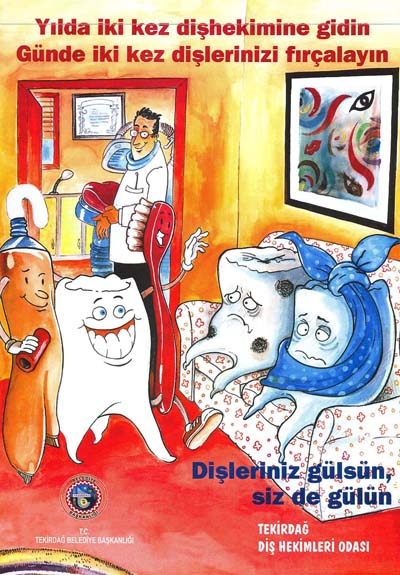 Yılda iki kez dişhekimine gidin
Günde iki kez dişlerinizi fırçalayın
Dişleriniz gülsün,
siz de gülün
T.C.
TEKİRDAĞ BELEDİYE BAŞKANLIĞI
TEKİRDAĞ
DİŞ HEKİMLERİ ODASI